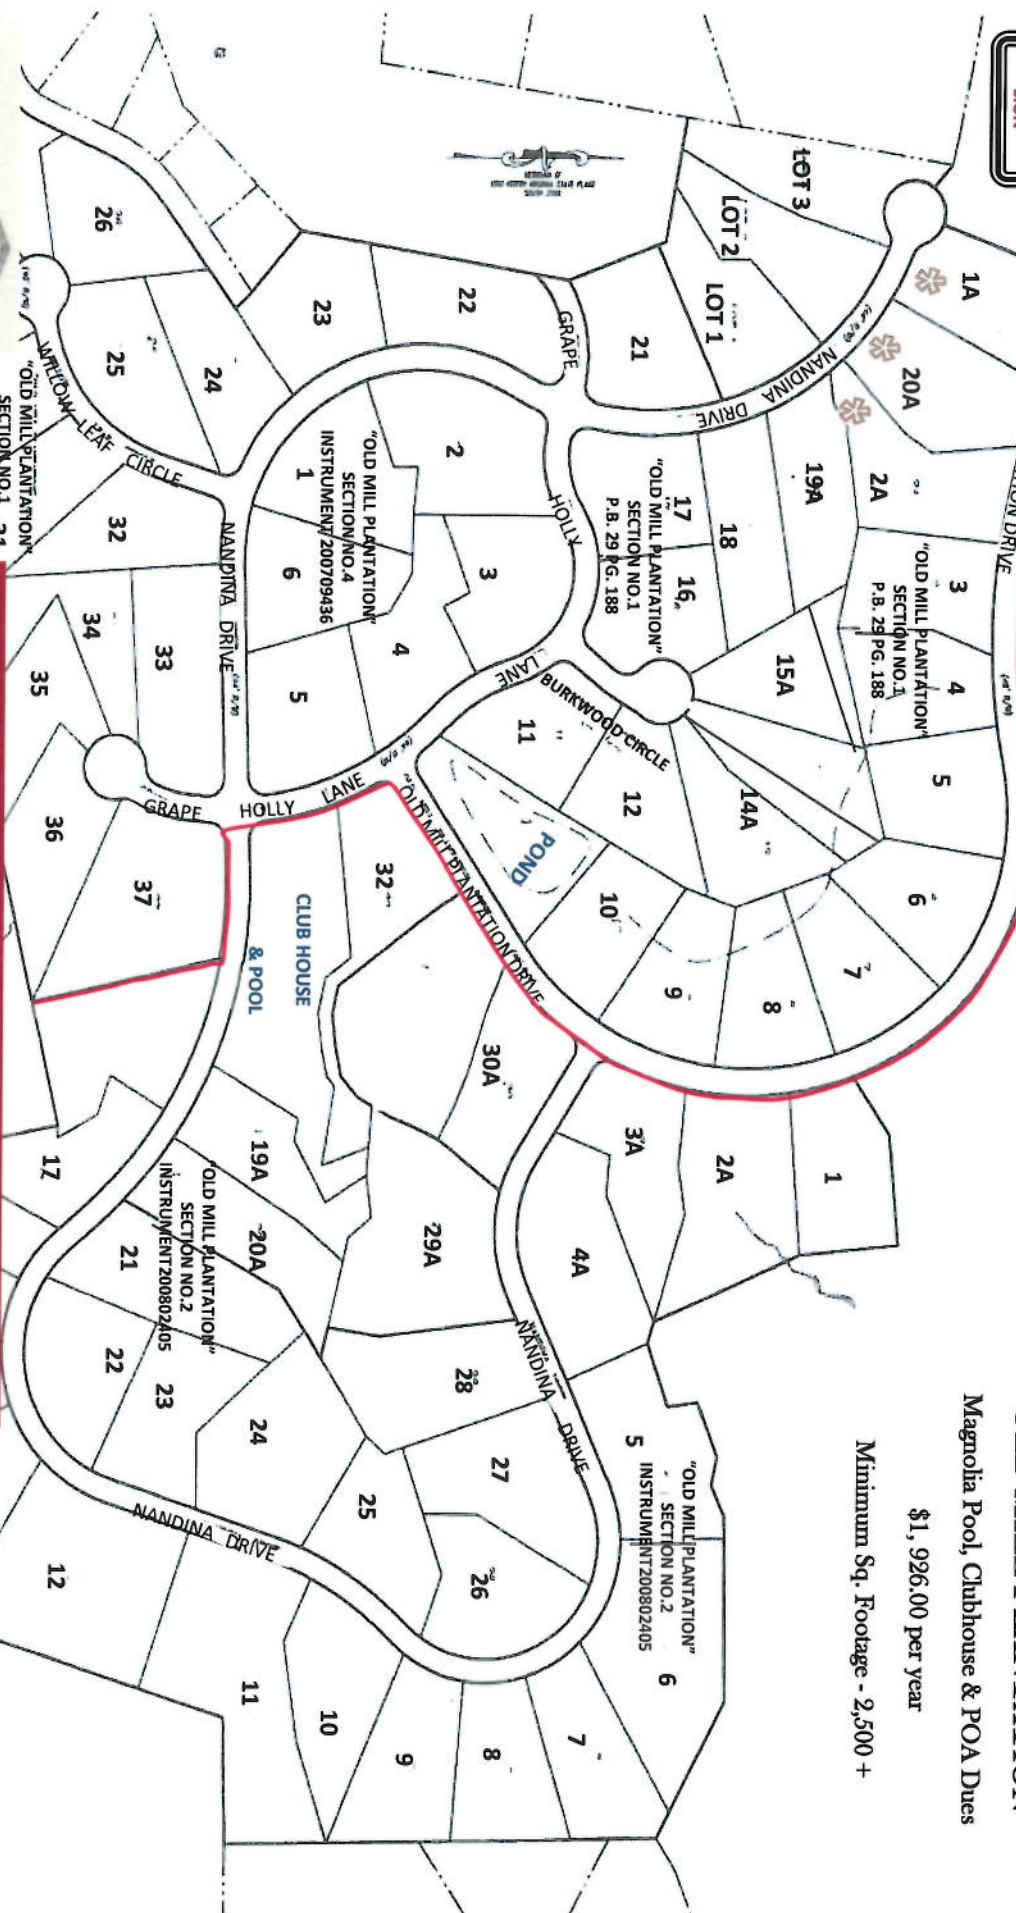 Magnolia Pool, Clubhouse & POA Dues
$1, 926.00 per year
Minimum Sq. Footage - 2,500 +
LOT 3
LOT 2
LOT 1
1A
20A
2A
19A
18
17
16
15A
3
4
5
6
7
8
9
10
14A
12
11
21
22
23
24
25
26
32
33
34
35
36
37
1
2
3
4
5
6
"OLD MILL PLANTATION"
SECTION NO.1
P.B. 29 PG. 188
"OLD MILL PLANTATION"
SECTION NO.1
P.B. 29 PG. 188
"OLD MILL PLANTATION"
SECTION NO.4
INSTRUMENT 200709436
"OLD MILL PLANTATION"
SECTION NO.1
NANDINA DRIVE
GRAPE
HOLLY
LANE
BURKWOOD CIRCLE
WILLOW LEAF CIRCLE
NANDINA DRIVE
GRAPE HOLLY LANE
OLD MILL PLANTATION DRIVE
POND
CLUB HOUSE
& POOL
32
30A
29A
28
27
26
25
24
23
22
21
20A
19A
17
1
2A
3A
4A
5
6
7
8
9
10
11
12
"OLD MILL PLANTATION"
SECTION NO.2
INSTRUMENT200802405
"OLD MILL PLANTATION"
SECTION NO.2
INSTRUMENT200802405
NANDINA DRIVE
NANDINA DRIVE
DRIVE